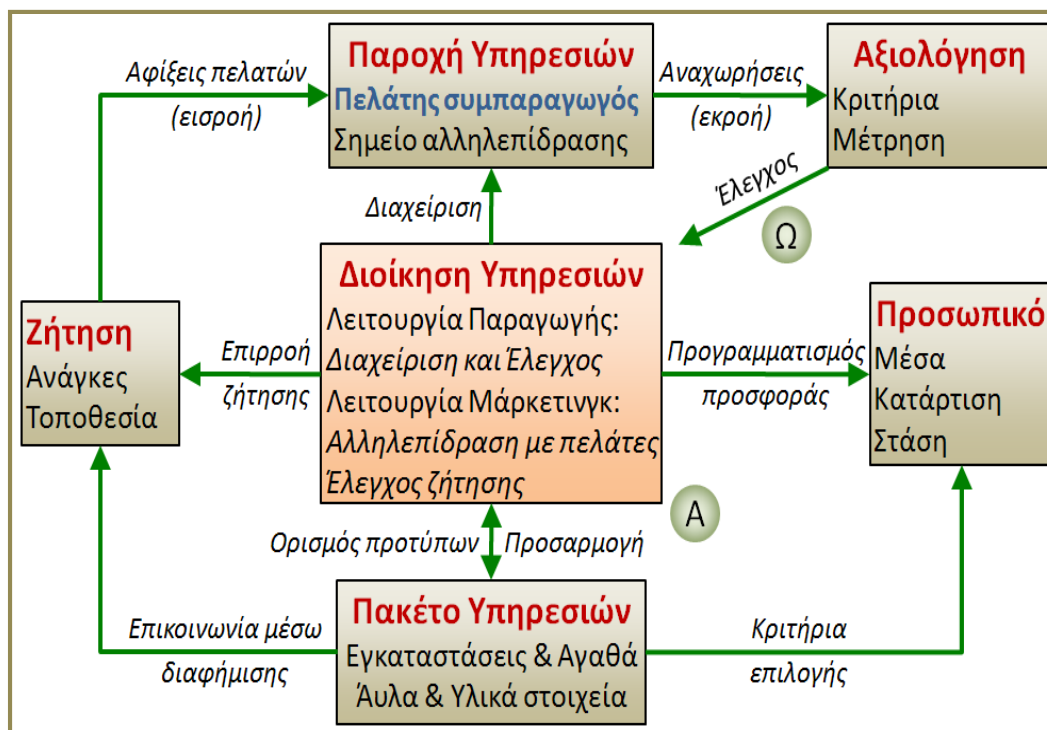 Παροχή Υπηρεσιών
Πελάτης συμπαραγωγός
Σημείο αλληλεπίδρασης
Αξιολόγηση
Κριτήρια
Μέτρηση
Αφίξεις πελατών
(εισροή)
Αναχωρήσεις
(εκροή)
Έλεγχος
Ω
Διαχείριση
Διοίκηση Υπηρεσιών
Λειτουργία Παραγωγής:
Διαχείριση και Έλεγχος
Λειτουργία Μάρκετινγκ:
Αλληλεπίδραση με πελάτες
Έλεγχος ζήτησης
Ζήτηση
Ανάγκες
Τοποθεσία
Επιρροή
ζήτησης
Προγραμματισμός
προσφοράς
Προσωπικό
Μέσα
Κατάρτιση
Στάση
Α
Ορισμός προτύπων
Προσαρμογή
Πακέτο Υπηρεσιών
Εγκαταστάσεις & Αγαθά
Άυλα & Υλικά στοιχεία
Επικοινωνία μέσω
διαφήμισης
Κριτήρια
επιλογής